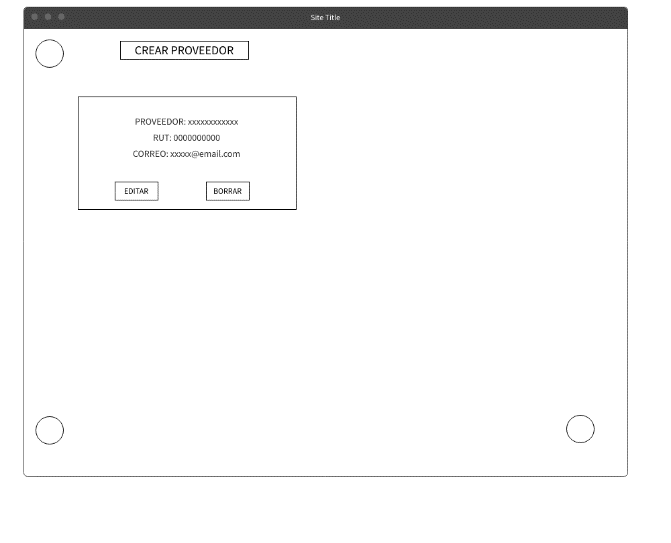 Site Title
CREAR PROVEEDOR
PROVEEDOR: xxxxxxxxxxxx
RUT: 0000000000
CORREO: xxxxx@email.com
EDITAR
BORRAR